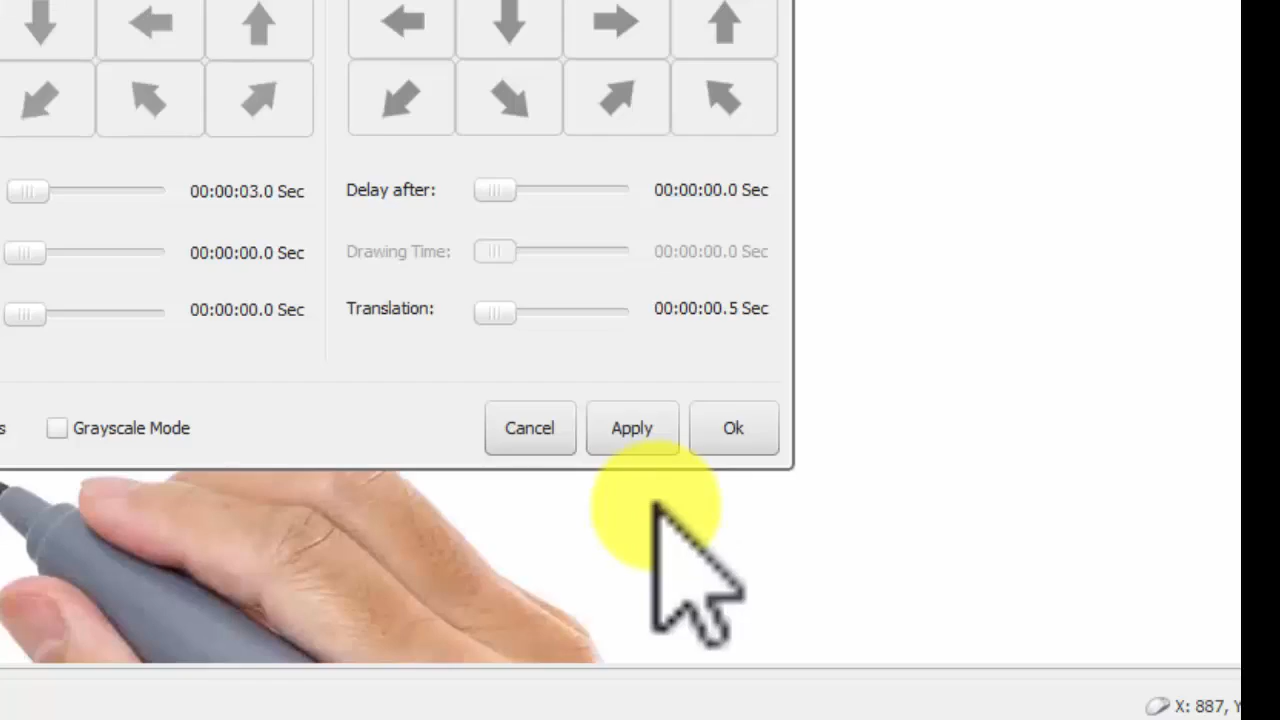 00:00:03.0 Sec Delay after: 00:00:00.0 Sec
00:00:00.0 Sec Drawing Time: 00:00:00.0 Sec
00:00:00.0 Sec Translation: 00:00:00.5 Sec
s Grayscale Mode Cancel Apply Ok
X: 887, Y